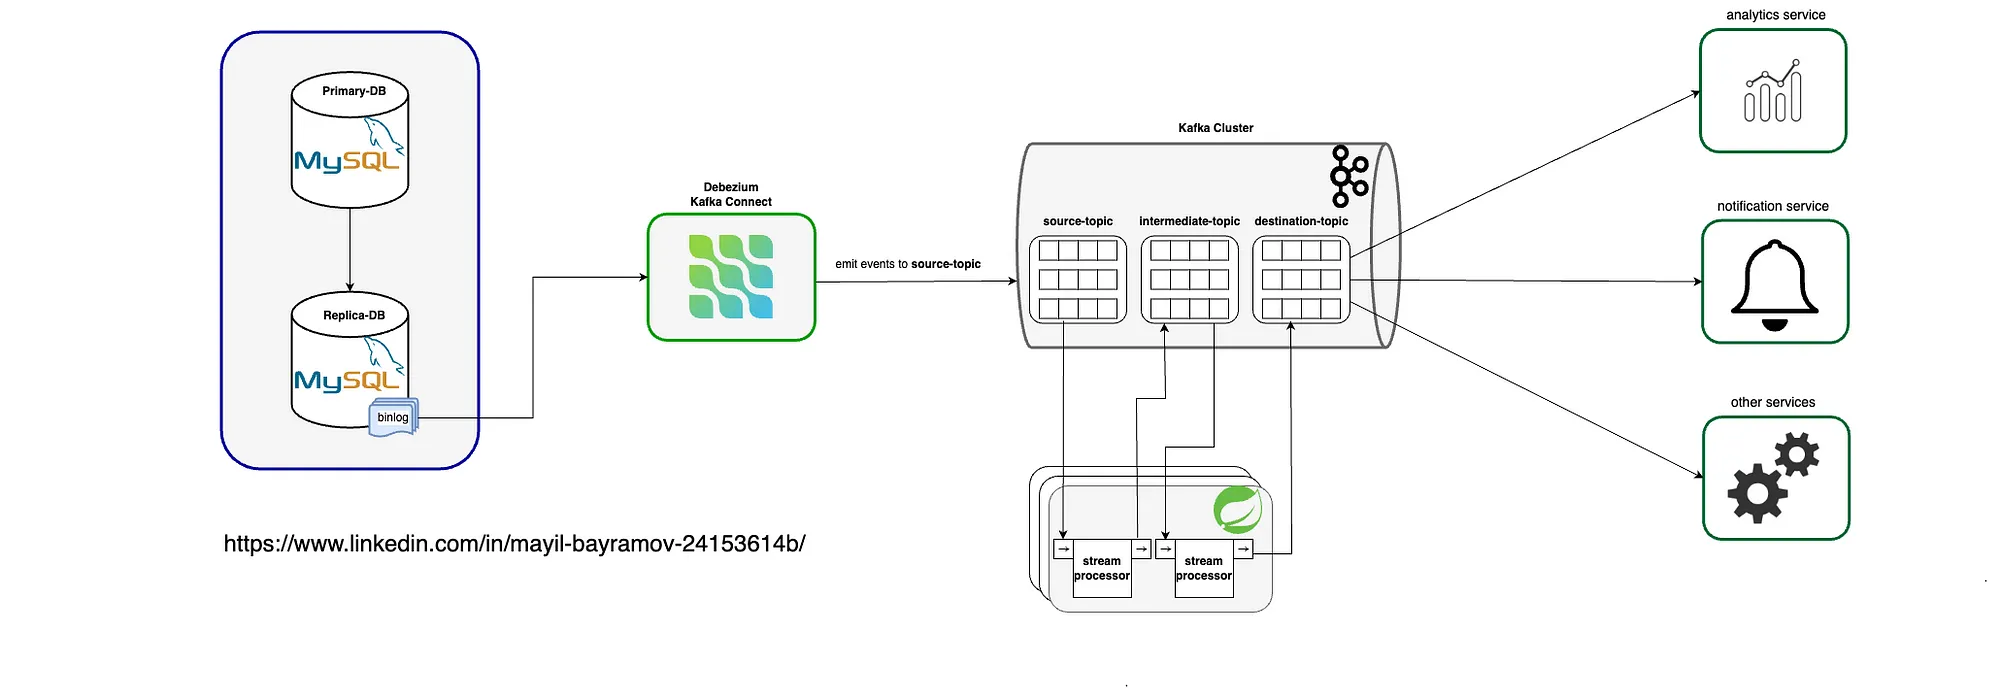 analytics service
Primary-DB
MySQL
Kafka Cluster
Debezium
Kafka Connect
notification service
source-topic
intermediate-topic
destination-topic
emit events to source-topic
Replica-DB
MySQL
binlog
other services
https://www.linkedin.com/in/mayil-bayramov-24153614b/
stream
processor
stream
processor